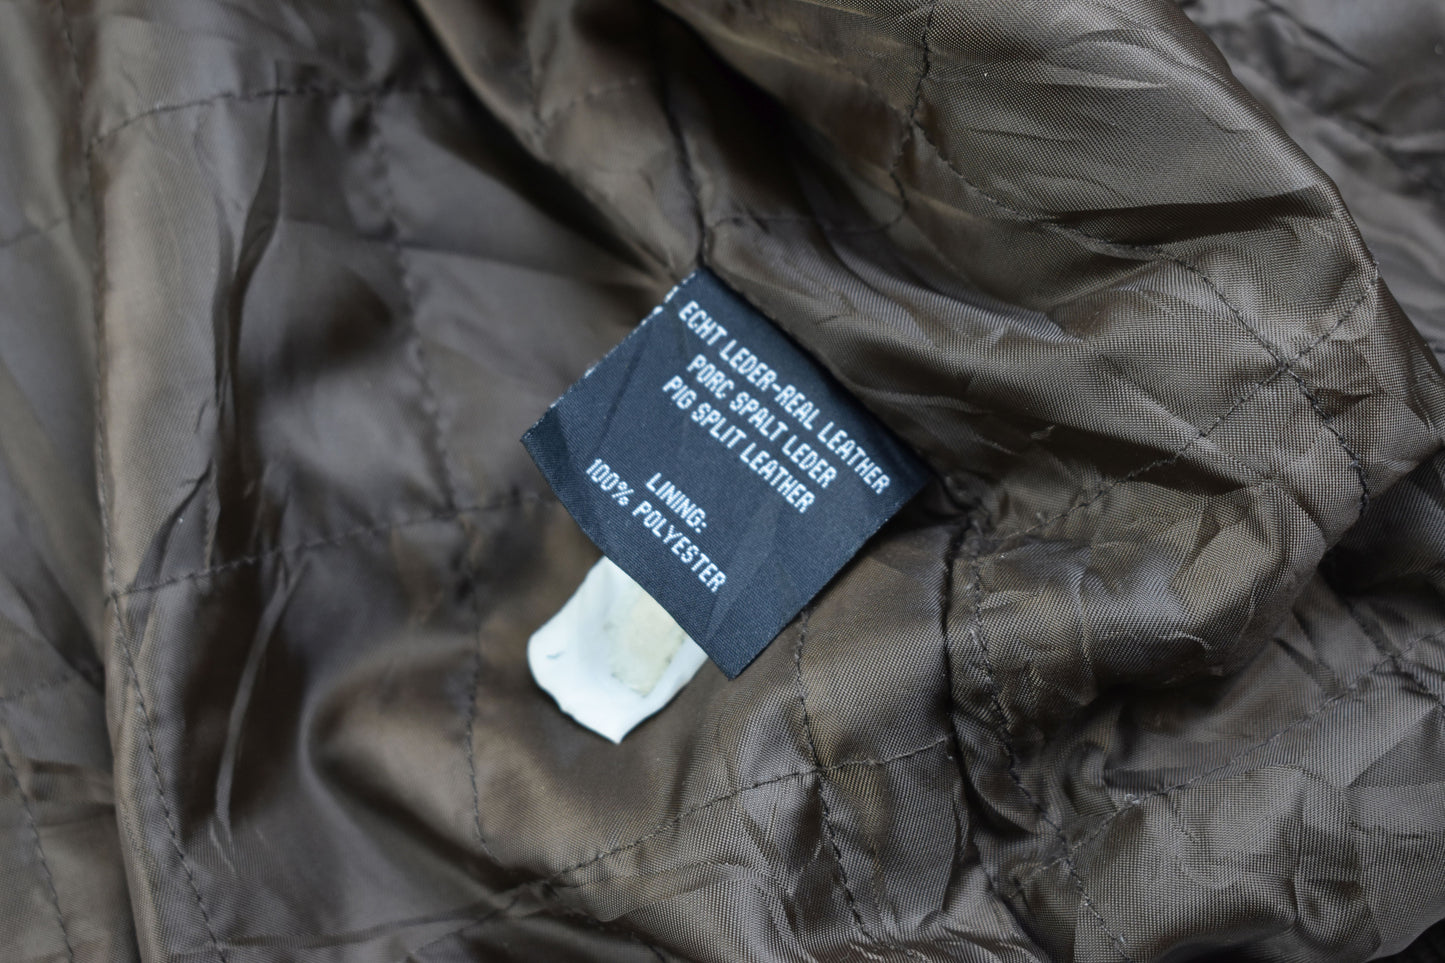 ECHT LEDER-REAL LEATHER
PORC SPALT LEDER
PIG SPLIT LEATHER
LINING:
100% POLYESTER